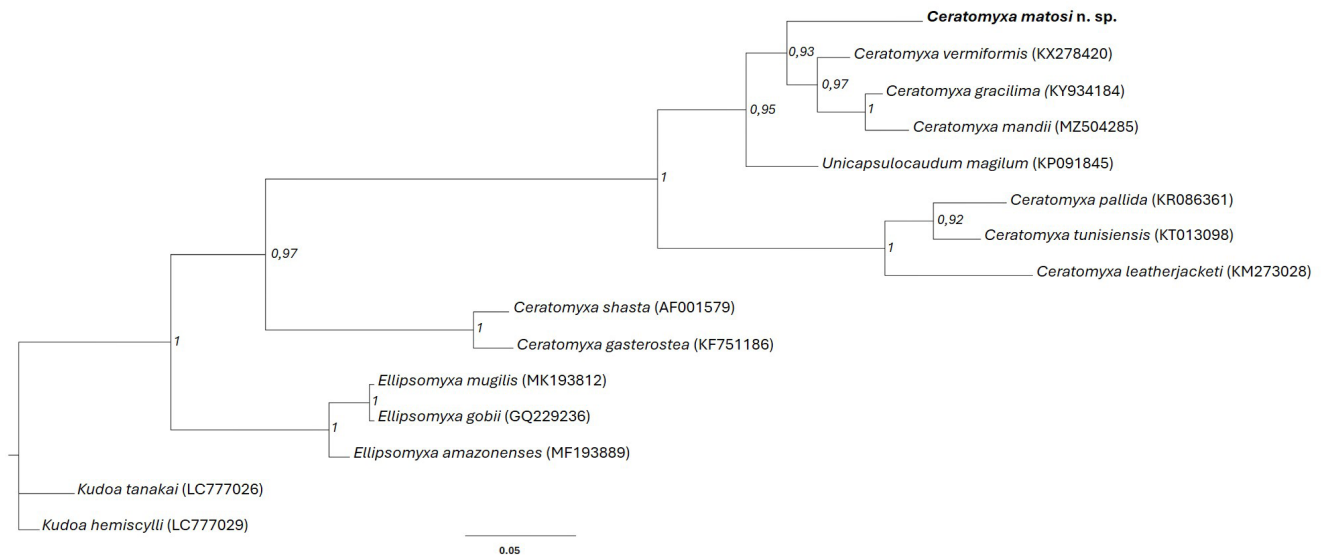 Ceratomyxa matosi n. sp.
0,93
Ceratomyxa vermiformis (KX278420)
0,97
Ceratomyxa gracilima (KY934184)
0,95
1
Ceratomyxa mandii (MZ504285)
Unicapsulocaudum magilum (KP091845)
1
Ceratomyxa pallida (KR086361)
0,92
Ceratomyxa tunisiensis (KT013098)
1
0,97
Ceratomyxa leatherjacketi (KM273028)
Ceratomyxa shasta (AF001579)
1
1
Ceratomyxa gasterostea (KF751186)
Ellipsomyxa mugilis (MK193812)
1
Ellipsomyxa gobii (GQ229236)
1
Ellipsomyxa amazonenses (MF193889)
Kudoa tanakai (LC777026)
Kudoa hemiscylli (LC777029)
0.05